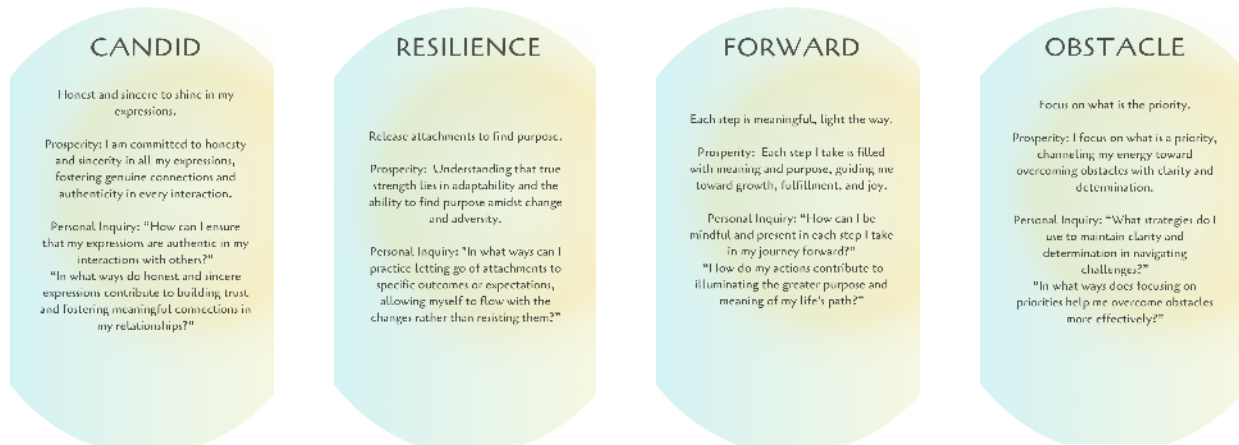 CANDID
Honest and sincere to shine in my
expressions.
Prosperity: I am committed to honesty
and sincerity in all my expressions,
fostering genuine connections and
authenticity in every interaction.
Personal Inquiry: “How can I ensure
that my expressions are authentic in my
interactions with others?”
“In what ways do honest and sincere
expressions contribute to building trust
and fostering meaningful connections in
my relationships?”
RESILIENCE
Release attachments to find purpose.
Prosperity: Understanding that true
strength lies in adaptability and the
ability to find purpose amidst change
and adversity.
Personal Inquiry: “In what ways can I
practice letting go of attachments to
specific outcomes or expectations,
allowing myself to flow with the
changes rather than resisting them?”
FORWARD
Each step is meaningful, light the way.
Prosperity: Each step I take is filled
with meaning and purpose, guiding me
toward growth, fulfillment, and joy.
Personal Inquiry: “How can I be
mindful and present in each step I take
in my journey forward?”
“How do my actions contribute to
illuminating the greater purpose and
meaning of my life’s path?”
OBSTACLE
Focus on what is the priority.
Prosperity: I focus on what is a priority,
channeling my energy toward
overcoming obstacles with clarity and
determination.
Personal Inquiry: “What strategies do I
use to maintain clarity and
determination in navigating
challenges?”
“In what ways does focusing on
priorities help me overcome obstacles
more effectively?”